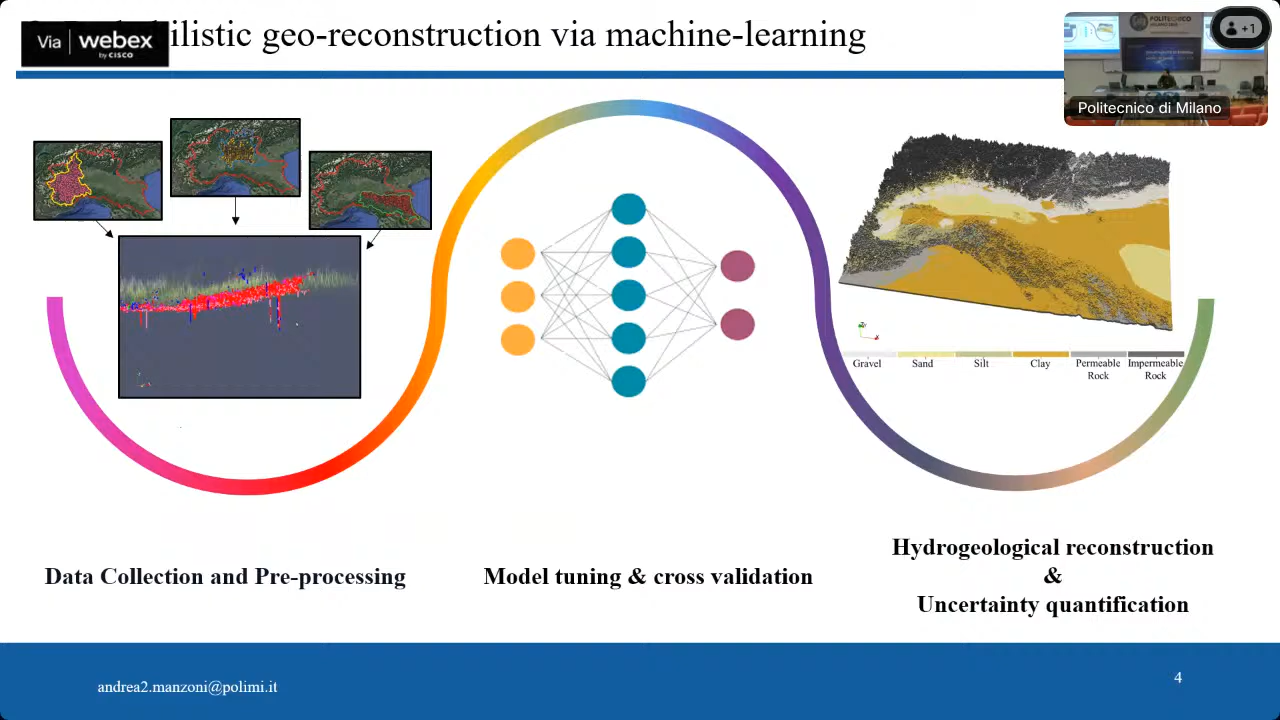 Via webex
by CISCO
ilistic geo-reconstruction via machine-learning
POLITECNICO
+1
Politecnico di Milano
Gravel Sand Silt Clay Permeable Rock Impermeable Rock
Data Collection and Pre-processing
Model tuning & cross validation
Hydrogeological reconstruction
&
Uncertainty quantification
andrea2.manzoni@polimi.it
4